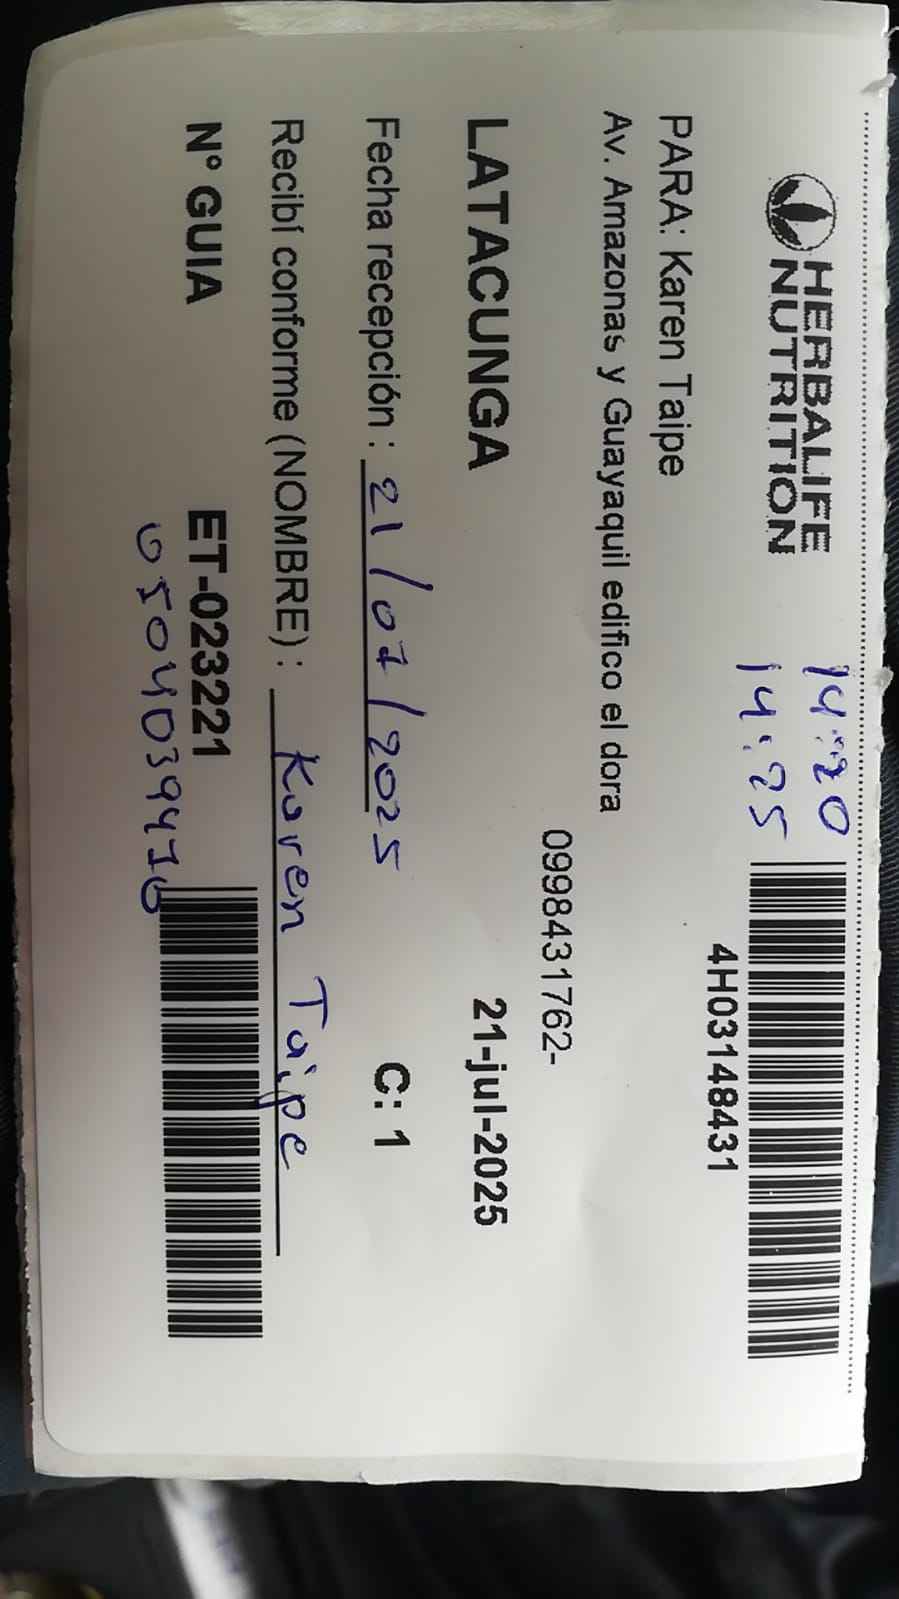 HERBALIFE
NUTRITION
14:20
14:25
4H03148431
PARA: Karen Taipe
Av. Amazonas y Guayaquil edifico el dora
0998431762-
LATACUNGA
21-jul-2025
Fecha recepción : 21/07/2025
C: 1
Recibí conforme (NOMBRE) : Karen Taipe
N° GUIA
ET-023221